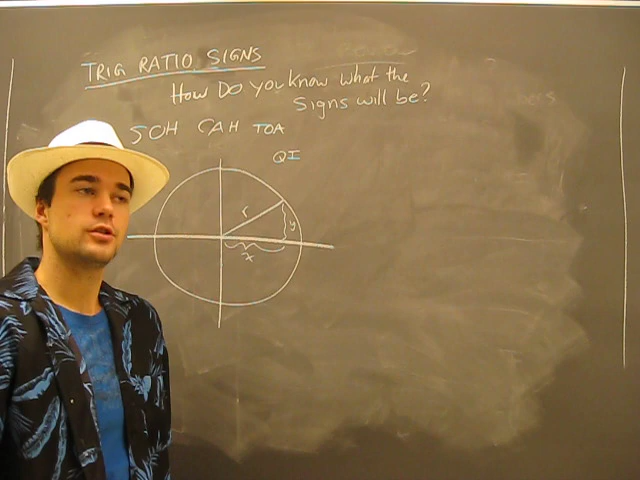 TRIG RATIO SIGNS
How Do you know what the
Signs will be?
SOH CAH TOA
QI
r
y
x